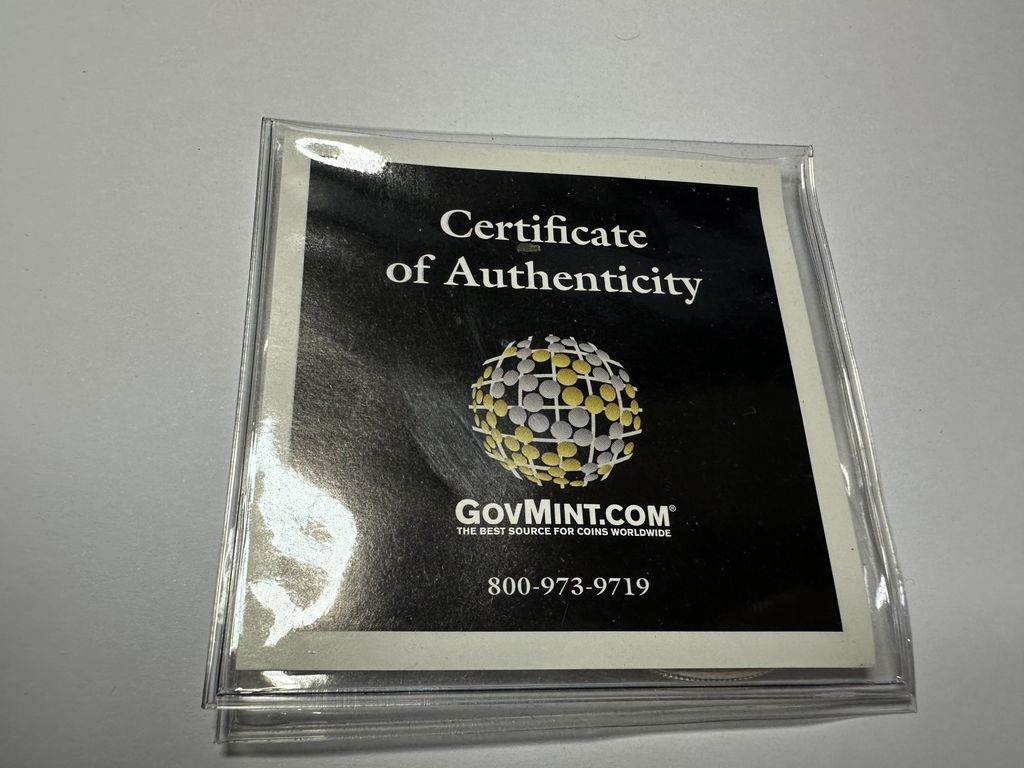 Certificate
of Authenticity
GOVMINT.COM®
THE BEST SOURCE FOR COINS WORLDWIDE
800-973-9719